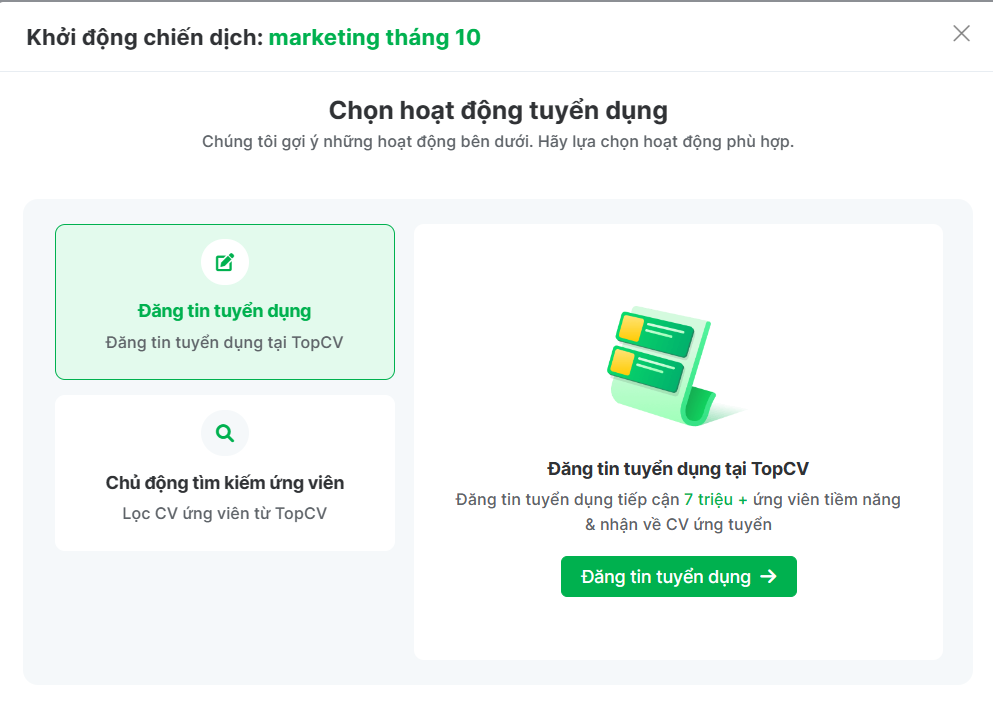 Khởi động chiến dịch: marketing tháng 10
Chọn hoạt động tuyển dụng
Chúng tôi gợi ý những hoạt động bên dưới. Hãy lựa chọn hoạt động phù hợp.
Đăng tin tuyển dụng
Đăng tin tuyển dụng tại TopCV
Chủ động tìm kiếm ứng viên
Lọc CV ứng viên từ TopCV
Đăng tin tuyển dụng tại TopCV
Đăng tin tuyển dụng tiếp cận 7 triệu + ứng viên tiềm năng
& nhận về CV ứng tuyển
Đăng tin tuyển dụng →